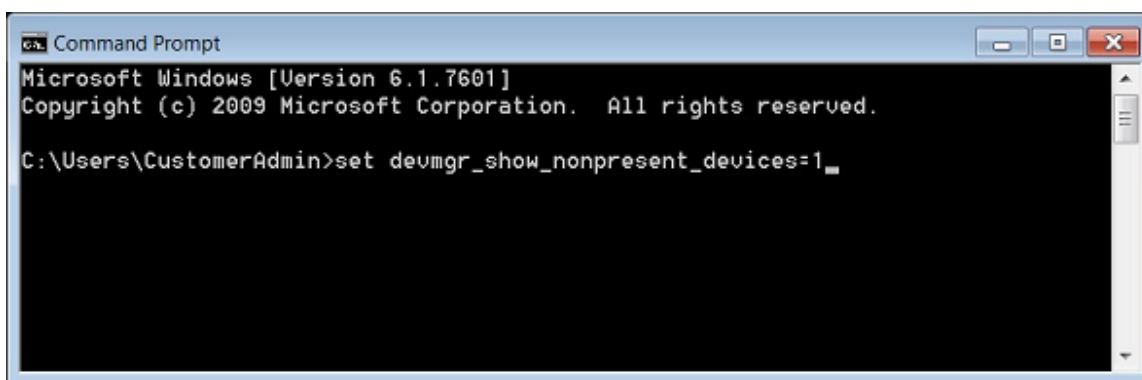 Command Prompt
Microsoft Windows [Version 6.1.7601]
Copyright (c) 2009 Microsoft Corporation.  All rights reserved.
C:\Users\CustomerAdmin>set devmgr_show_nonpresent_devices=1